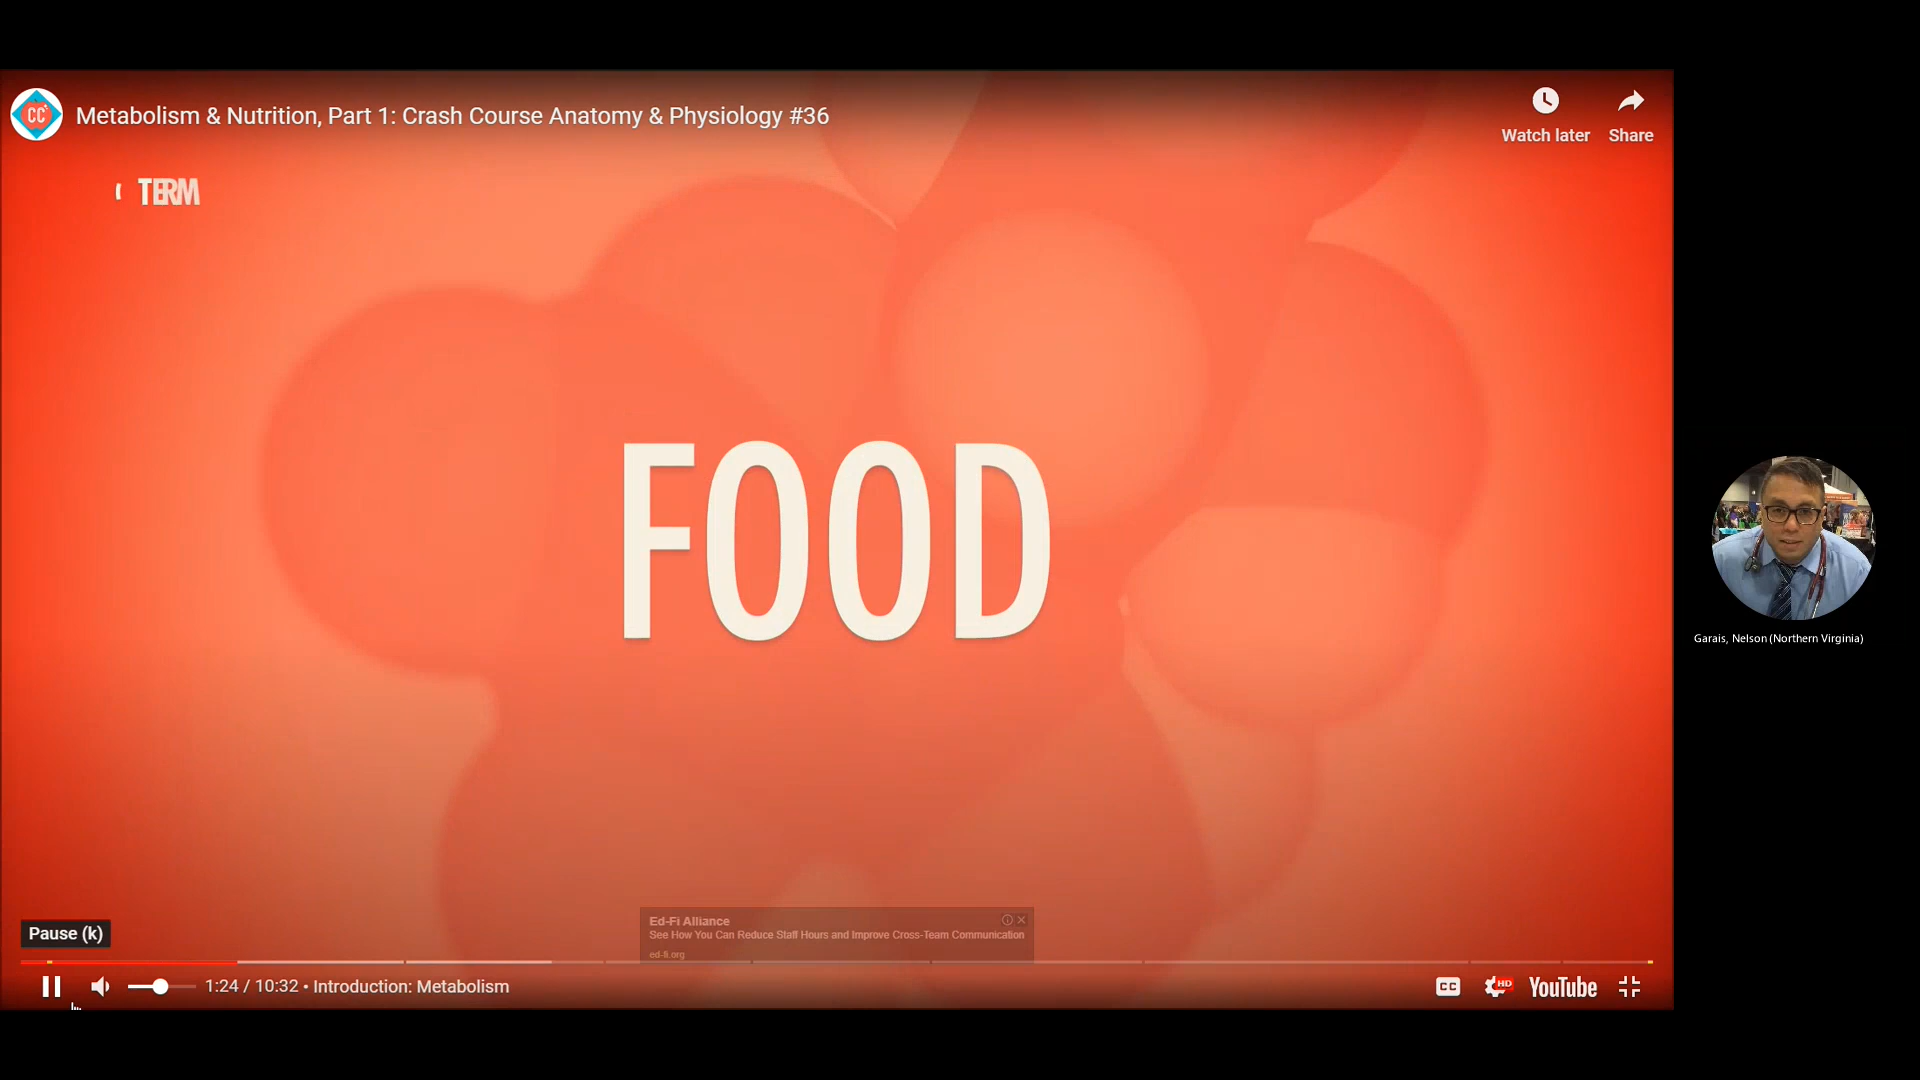 CC
Metabolism & Nutrition, Part 1: Crash Course Anatomy & Physiology #36
Watch later
Share
TERM
FOOD
Garais, Nelson (Northern Virginia)
Ed-Fi Alliance
See How You Can Reduce Staff Hours and Improve Cross-Team Communication
ed-fi.org
Pause (k)
1:24 / 10:32 • Introduction: Metabolism
CC
HD
YouTube